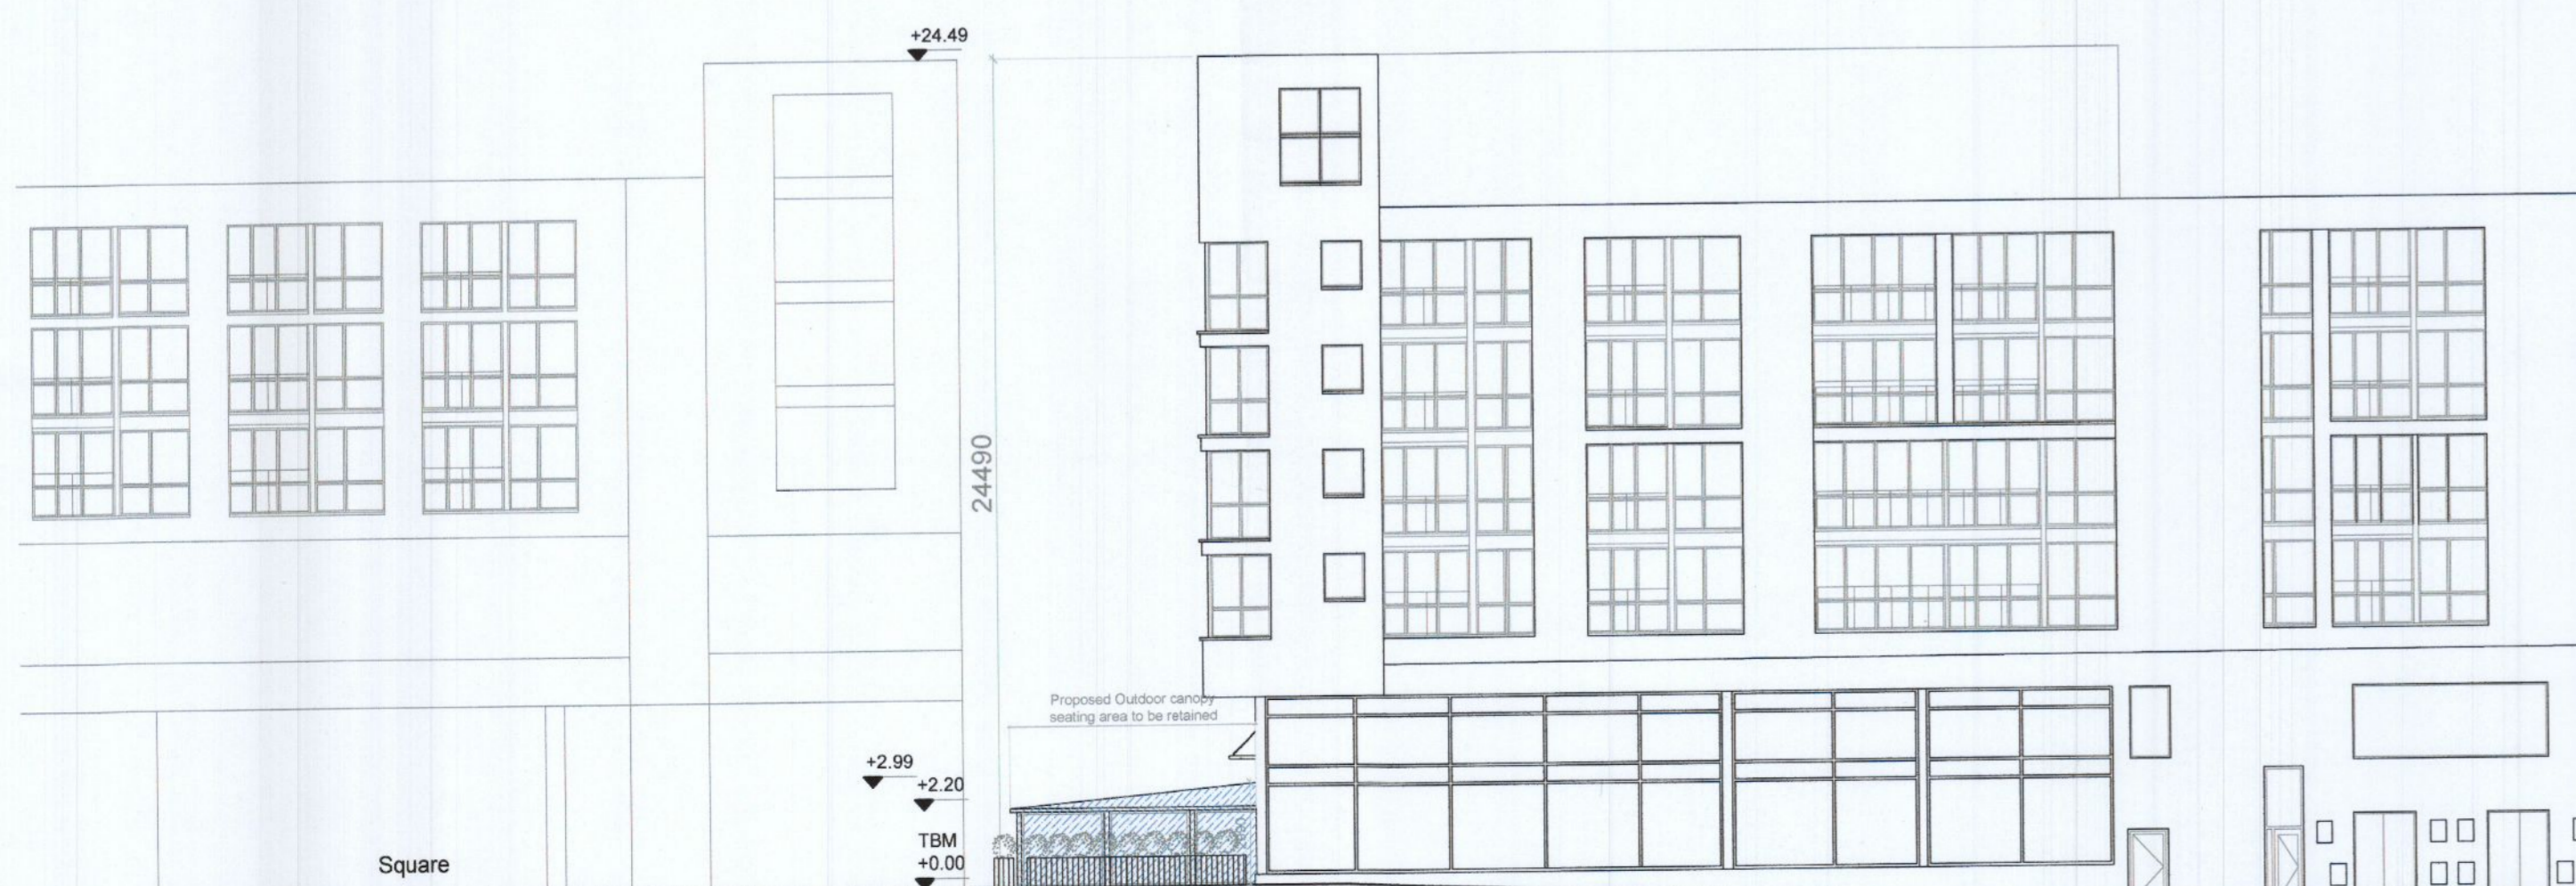 +24.49
24490
Proposed Outdoor canopy
seating area to be retained
+2.99
+2.20
TBM
+0.00
Square